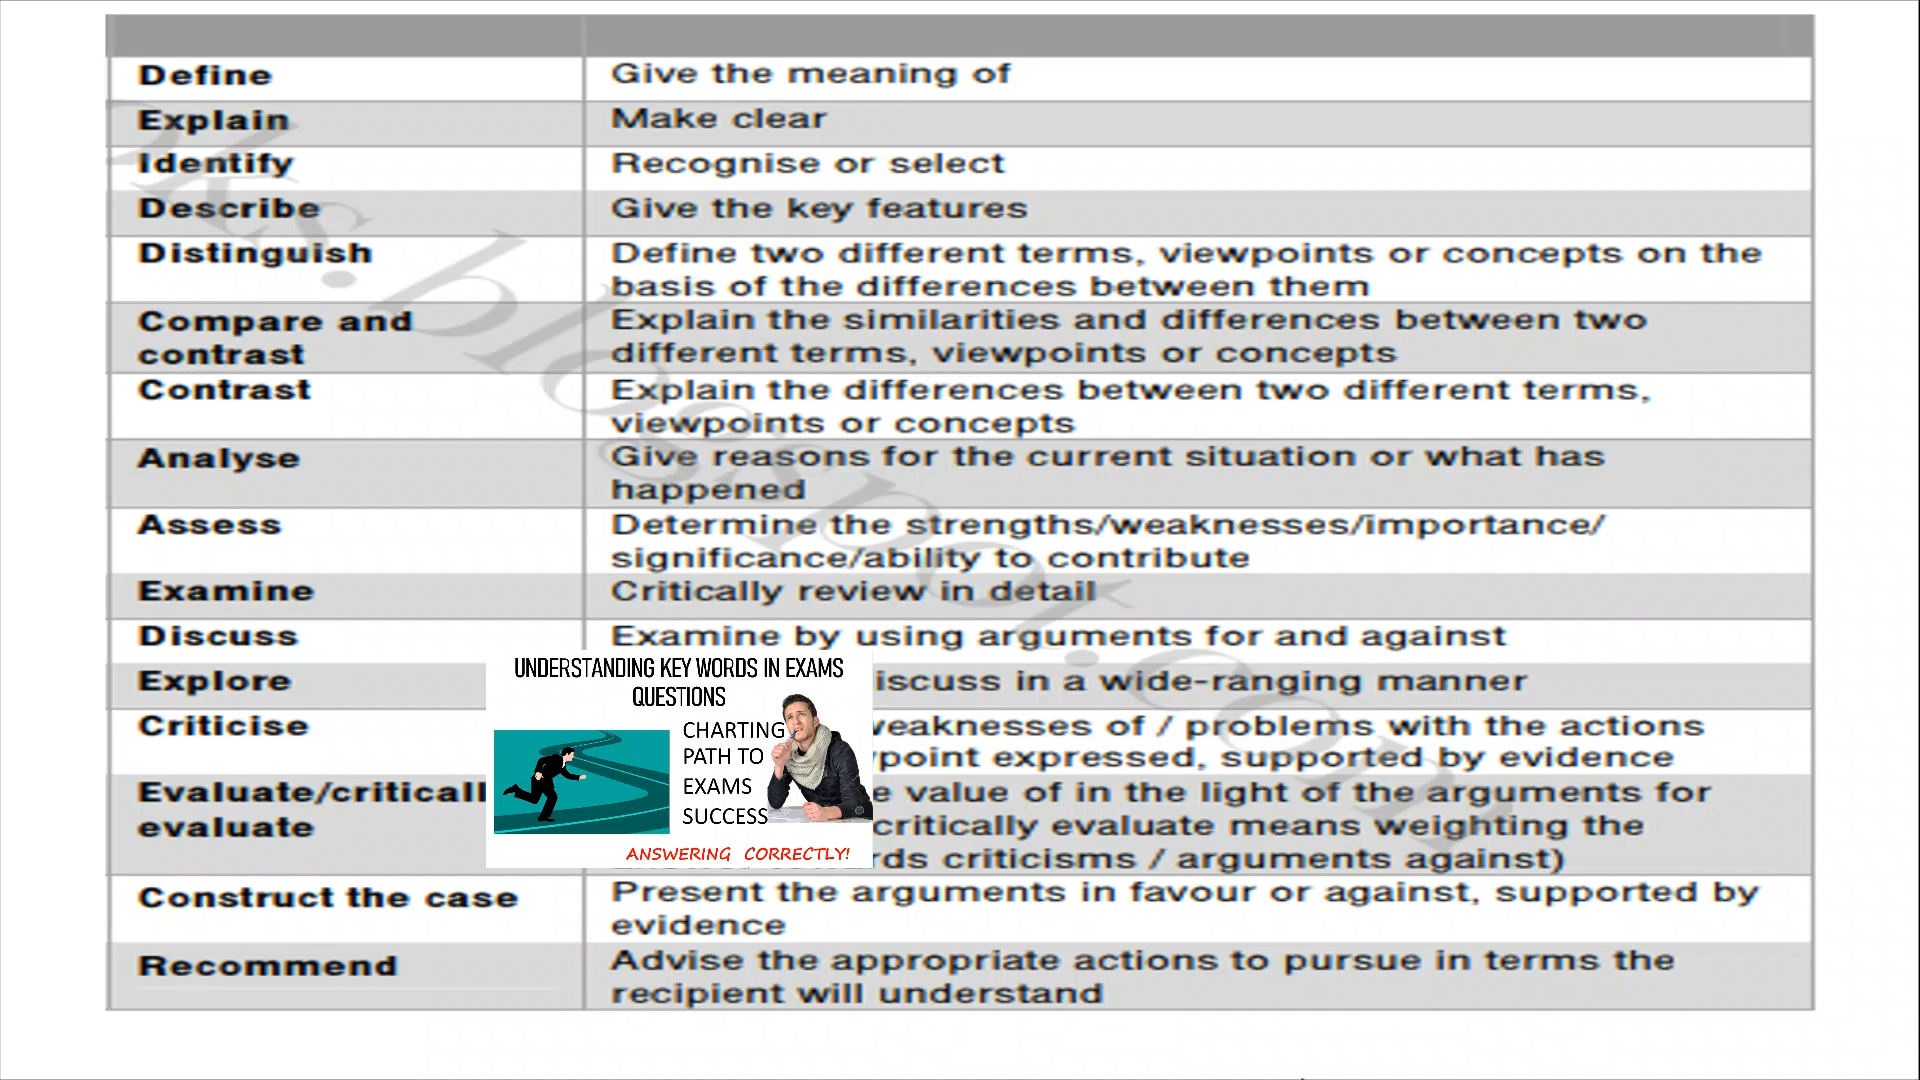 Define
Give the meaning of
Explain
Make clear
Identify
Recognise or select
Describe
Give the key features
Distinguish
Define two different terms, viewpoints or concepts on the
basis of the differences between them
Compare and
contrast
Explain the similarities and differences between two
different terms, viewpoints or concepts
Contrast
Explain the differences between two different terms,
viewpoints or concepts
Analyse
Give reasons for the current situation or what has
happened
Assess
Determine the strengths/weaknesses/importance/
significance/ability to contribute
Examine
Critically review in detail
Discuss
Examine by using arguments for and against
Explore
in a wide-ranging manner
Criticise
of / problems with the actions
expressed, supported by evidence
Evaluate/criticall
evaluate
value of in the light of the arguments for
critically evaluate means weighting the
criticisms / arguments against)
Construct the case
Present the arguments in favour or against, supported by
evidence
Recommend
Advise the appropriate actions to pursue in terms the
recipient will understand
UNDERSTANDING KEY WORDS IN EXAMS
QUESTIONS
CHARTING
PATH TO
EXAMS
SUCCESS
ANSWERING CORRECTLY!
ks.blogspot.com